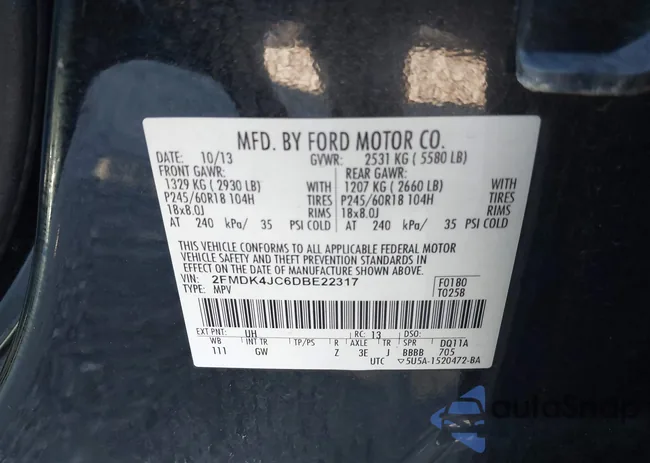 MFD. BY FORD MOTOR CO.
DATE: 10/13 GVWR: 2531 KG ( 5580 LB)
FRONT GAWR: REAR GAWR:
1329 KG ( 2930 LB) WITH 1207 KG ( 2660 LB) WITH
P245/60R18 104H TIRES P245/60R18 104H TIRES
18x8.0J RIMS 18x8.0J RIMS
AT 240 kPa/ 35 PSI COLD AT 240 kPa/ 35 PSI COLD
THIS VEHICLE CONFORMS TO ALL APPLICABLE FEDERAL MOTOR
VEHICLE SAFETY AND THEFT PREVENTION STANDARDS IN
EFFECT ON THE DATE OF MANUFACTURE SHOWN ABOVE.
VIN: 2FMDK4JC6DBE22317 F0180
TYPE: MPV T0258
EXT PNT: UH RC: 13 DSO:
WB INT TR TP/PS R AXLE TR SPR DQ11A
111 GW Z 3E J BBBB 705
UTC ▽5U5A-1520472-BA
autoSnap